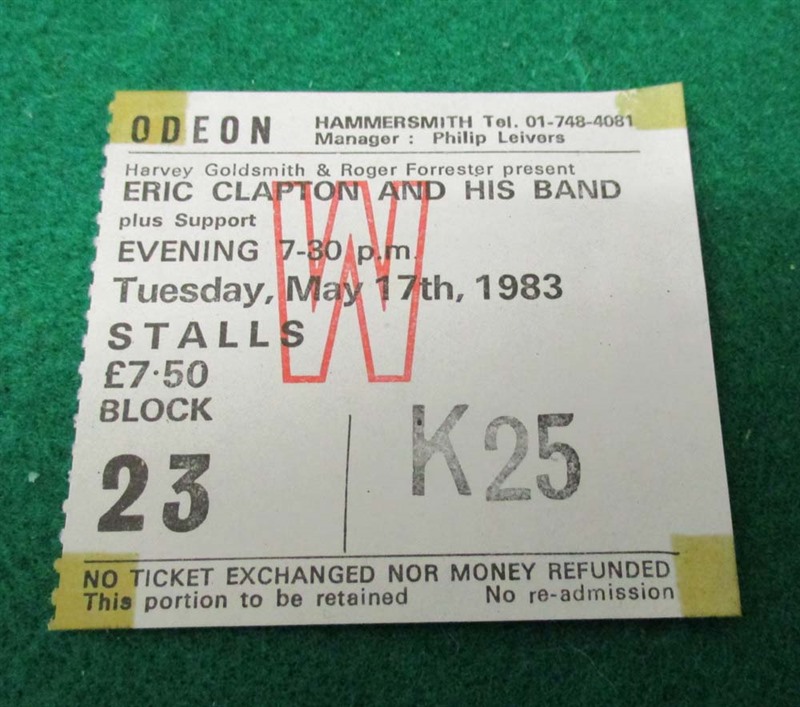 ODEON HAMMERSMITH Tel. 01-748-4081
Manager : Philip Leivers
Harvey Goldsmith & Roger Forrester present
ERIC CLAPTON AND HIS BAND
plus Support
EVENING 7-30 p.m.
Tuesday, May 17th, 1983
W
STALLS
£7·50
BLOCK
23 K25
NO TICKET EXCHANGED NOR MONEY REFUNDED
This portion to be retained No re-admission